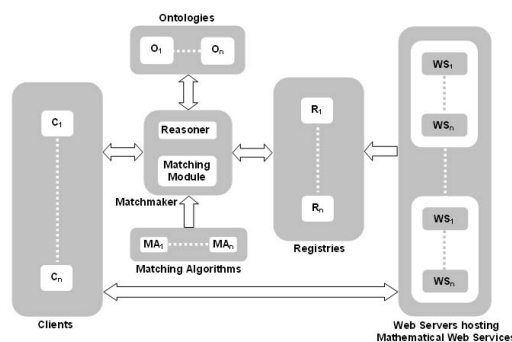 Ontologies
O1 On
C1
Cn
Clients
Reasoner
Matching
Module
Matchmaker
MA1 MAn
Matching Algorithms
R1
Rn
Registries
WS1
WSn
WS1
WSn
Web Servers hosting
Mathematical Web Services